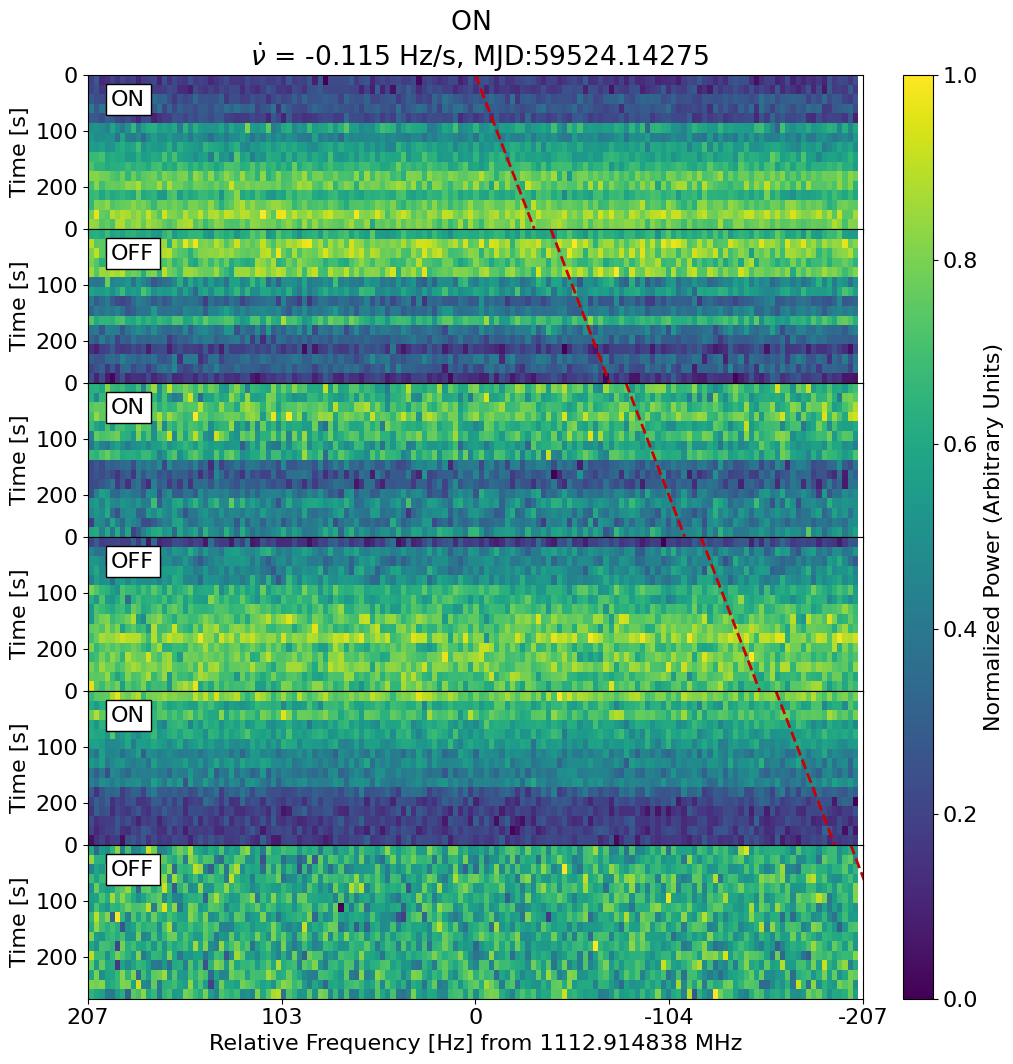 ON
ν̇ = -0.115 Hz/s, MJD:59524.14275
0
ON
100
Time [s]
200
0
OFF
100
Time [s]
200
0
ON
100
Time [s]
200
0
OFF
100
Time [s]
200
0
ON
100
Time [s]
200
0
OFF
100
Time [s]
200
207 103 0 -104 -207
Relative Frequency [Hz] from 1112.914838 MHz
1.0
0.8
0.6
0.4
0.2
0.0
Normalized Power (Arbitrary Units)